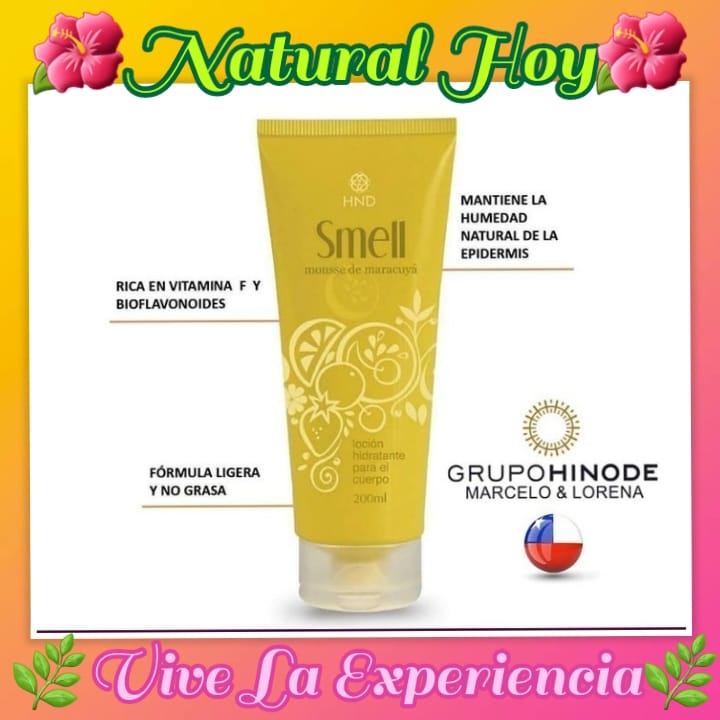 Natural Hoy
HND
Smell
mousse de maracuyá
MANTIENE LA
HUMEDAD
NATURAL DE LA
EPIDERMIS
RICA EN VITAMINA F Y
BIOFLAVONOIDES
FÓRMULA LIGERA
Y NO GRASA
loción
hidratante
para el
cuerpo
200ml
GRUPOHINODE
MARCELO & LORENA
Vive La Experiencia